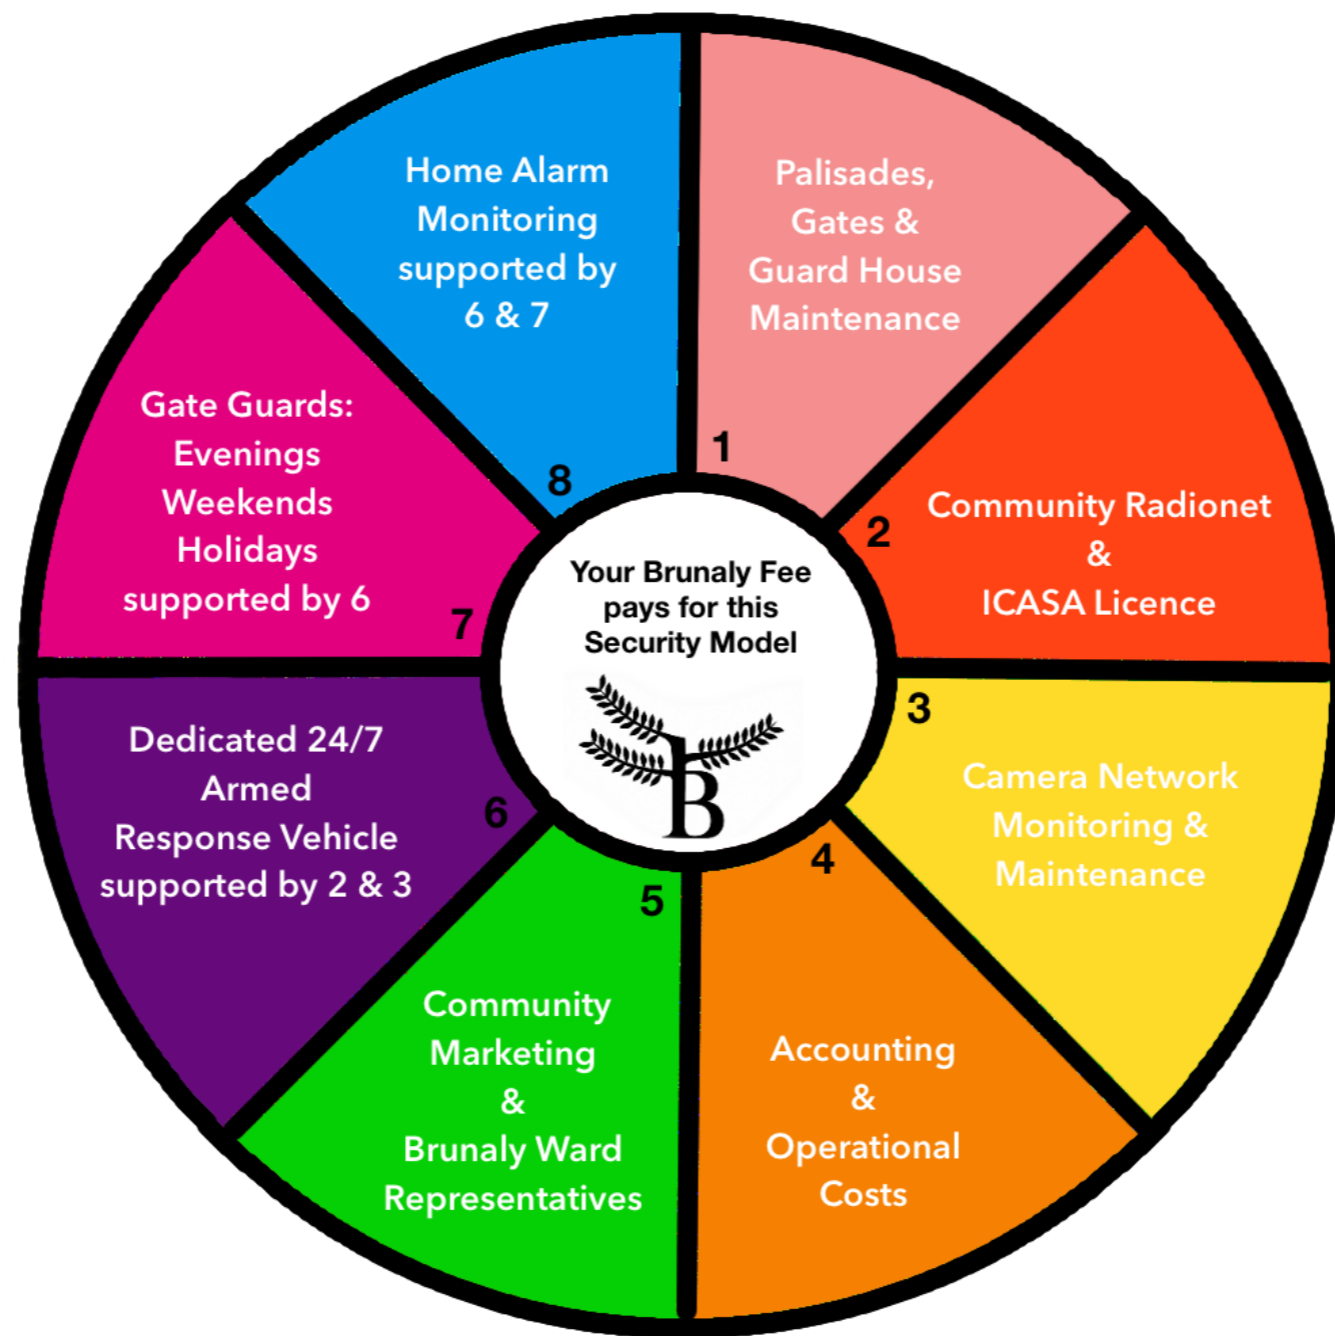 Your Brunaly Fee
pays for this
Security Model
B
1
Palisades,
Gates &
Guard House
Maintenance
2
Community Radionet
&
ICASA Licence
3
Camera Network
Monitoring &
Maintenance
4
Accounting
&
Operational
Costs
5
Community
Marketing
&
Brunaly Ward
Representatives
6
Dedicated 24/7
Armed
Response Vehicle
supported by 2 & 3
7
Gate Guards:
Evenings
Weekends
Holidays
supported by 6
8
Home Alarm
Monitoring
supported by
6 & 7